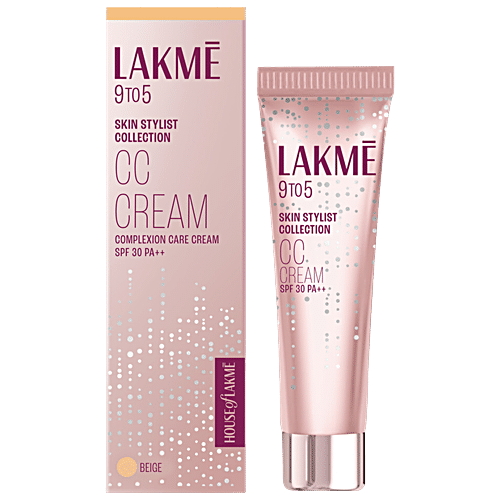 LAKMĒ
9TO5
SKIN STYLIST
COLLECTION
CC
CREAM
COMPLEXION CARE CREAM
SPF 30 PA++
HOUSE of LAKMĒ
BEIGE
LAKMĒ
9TO5
SKIN STYLIST
COLLECTION
CC
CREAM
SPF 30 PA++